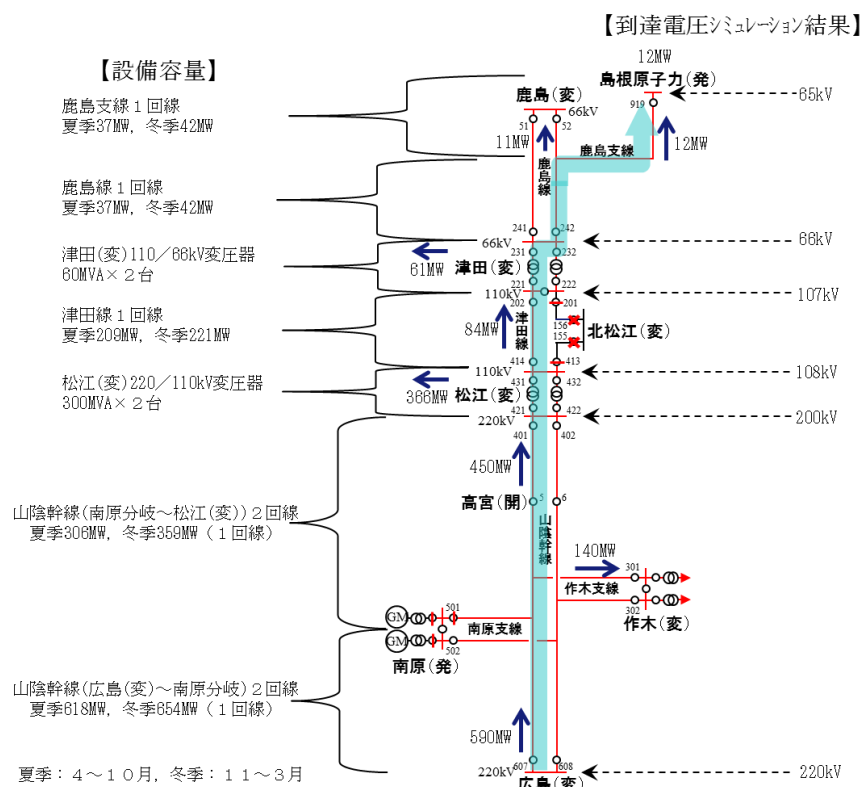 【到達電圧シミュレーション結果】
【設備容量】
12MW
島根原子力(発)
鹿島(変)
919
65kV
鹿島支線１回線
夏季37MW, 冬季42MW
66kV
51
52
11MW
鹿島線
鹿島支線
12MW
鹿島線１回線
夏季37MW, 冬季42MW
241
242
66kV
66kV
231
232
61MW
津田(変)110／66kV変圧器
60MVA×２台
津田(変)
221
222
110kV
107kV
202
201
津田線１回線
夏季209MW, 冬季221MW
84MW
津田線
156
155
北松江(変)
414
413
110kV
108kV
松江(変)220／110kV変圧器
300MVA×２台
431
432
366MW
松江(変)
421
422
220kV
200kV
401
402
450MW
高宮(開)
5
6
山陰幹線(南原分岐～松江(変))２回線
夏季306MW, 冬季359MW（１回線）
山陰幹線
140MW
301
作木支線
302
作木(変)
GM
501
南原支線
GM
502
南原(発)
山陰幹線(広島(変)～南原分岐)２回線
夏季618MW, 冬季654MW（１回線）
590MW
夏季：４～１０月, 冬季：１１～３月
220kV
607
608
220kV
広島(変)